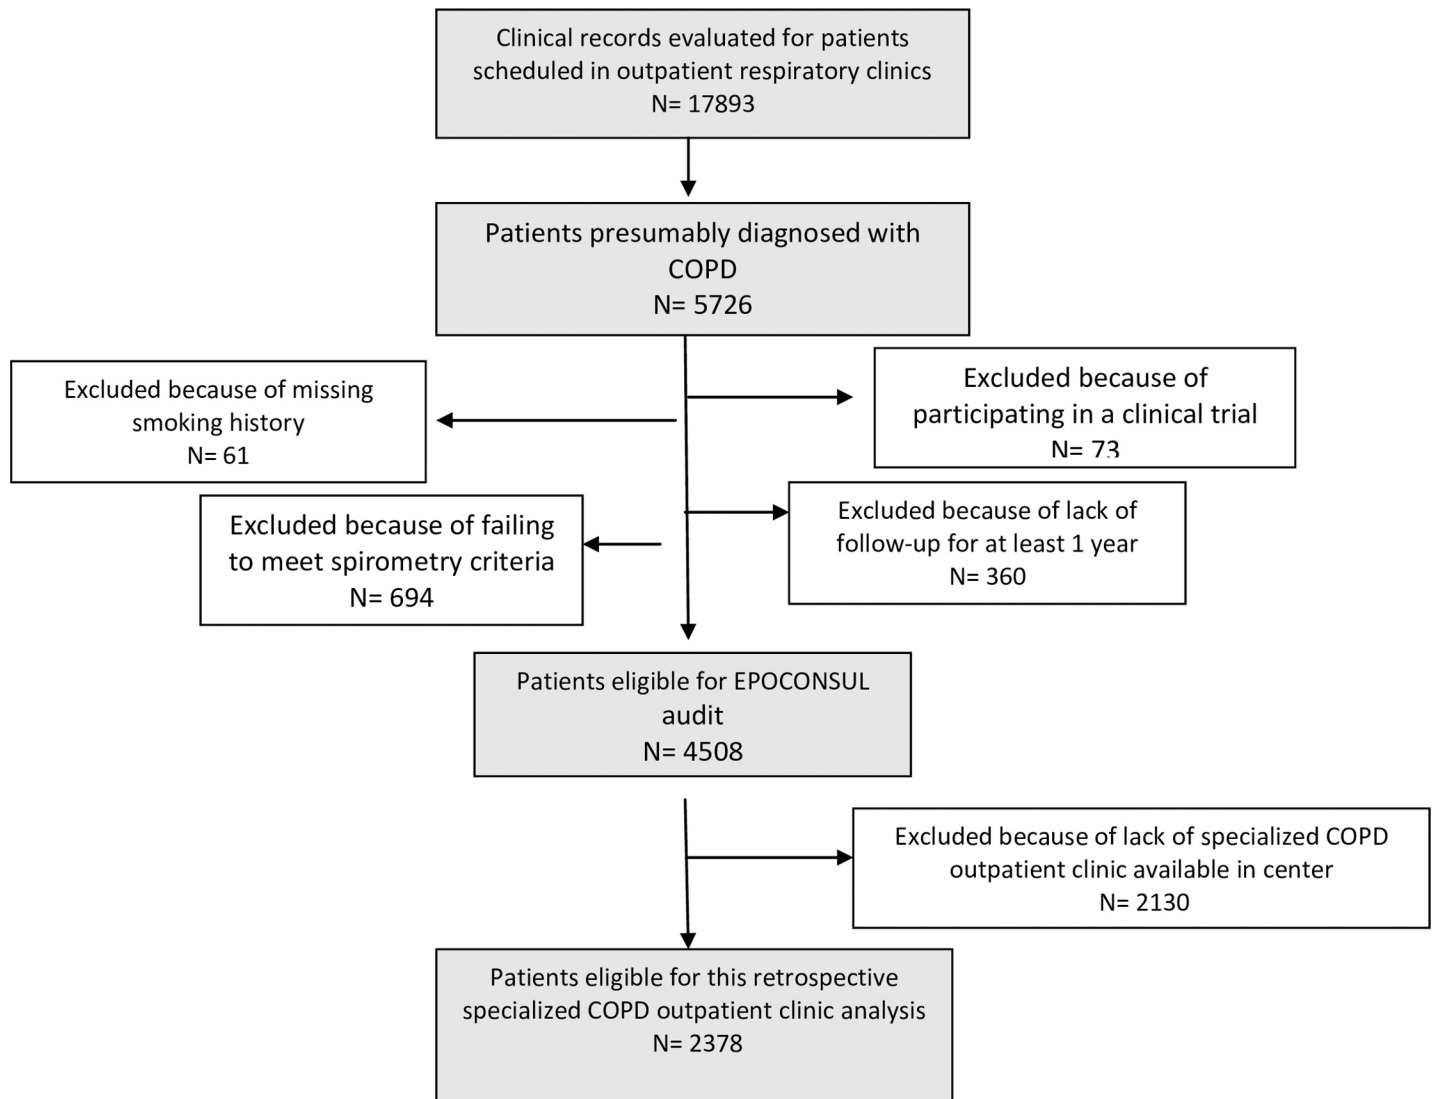 Clinical records evaluated for patients
scheduled in outpatient respiratory clinics
N= 17893
Patients presumably diagnosed with
COPD
N= 5726
Excluded because of missing
smoking history
N= 61
Excluded because of
participating in a clinical trial
N= 73
Excluded because of failing
to meet spirometry criteria
N= 694
Excluded because of lack of
follow-up for at least 1 year
N= 360
Patients eligible for EPOCONSUL
audit
N= 4508
Excluded because of lack of specialized COPD
outpatient clinic available in center
N= 2130
Patients eligible for this retrospective
specialized COPD outpatient clinic analysis
N= 2378